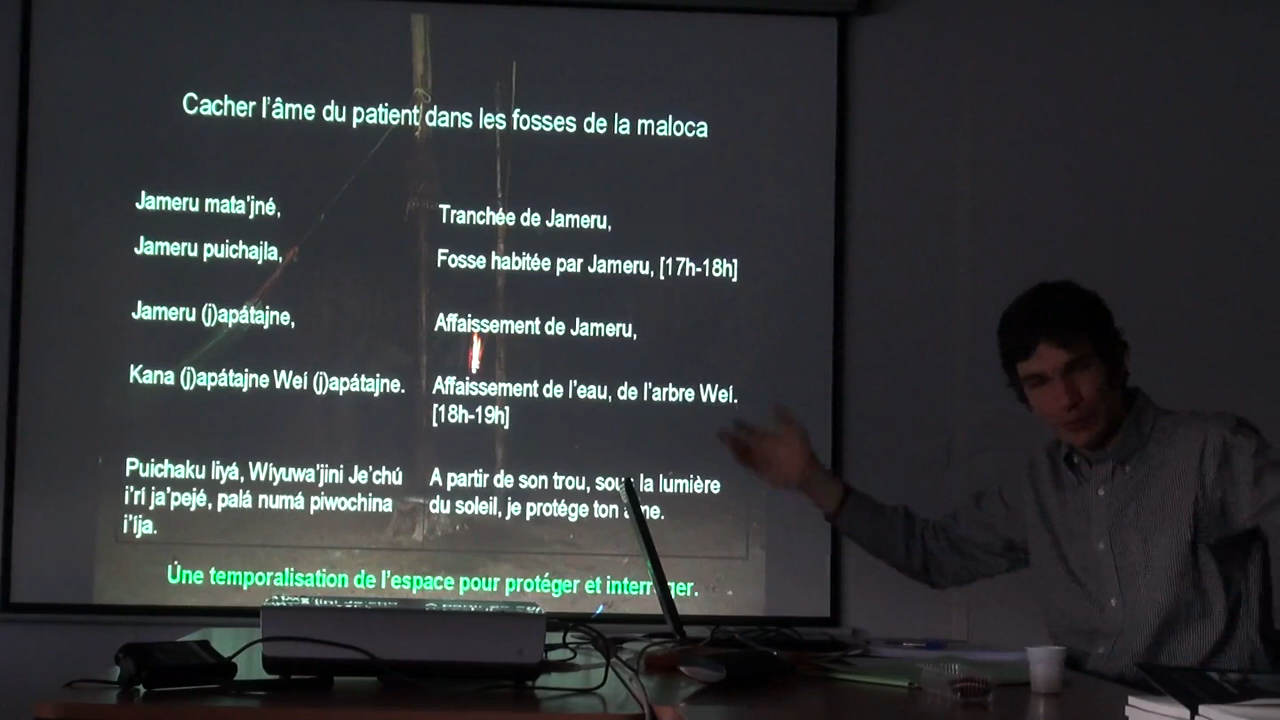 Cacher l'âme du patient dans les fosses de la maloca
Jameru mata'jné,
Tranchée de Jameru,
Jameru puichajla,
Fosse habitée par Jameru, [17h-18h]
Jameru (j)apátajne,
Affaissement de Jameru,
Kana (j)apátajne Weí (j)apátajne.
Affaissement de l'eau, de l'arbre Weí.
[18h-19h]
Puichaku liyá, Wíyuwa'jini Je'chú
i'rí ja'pejé, palá numá piwochina
i'íja.
A partir de son trou, sous la lumière
du soleil, je protége ton me.
Une temporalisation de l'espace pour protéger et